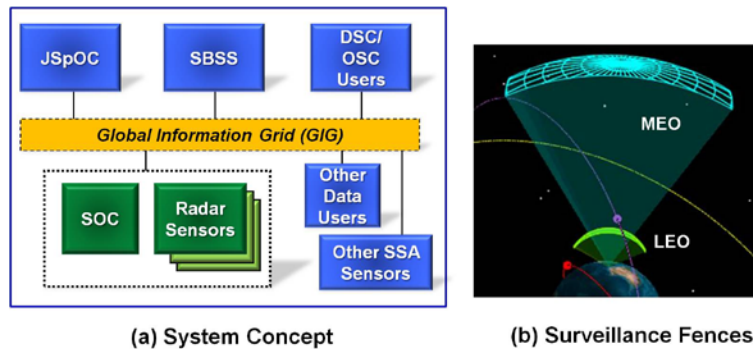 JSpOC
SBSS
DSC/
OSC
Users
Global Information Grid (GIG)
SOC
Radar
Sensors
Other
Data
Users
Other SSA
Sensors
MEO
LEO
(a) System Concept
(b) Surveillance Fences